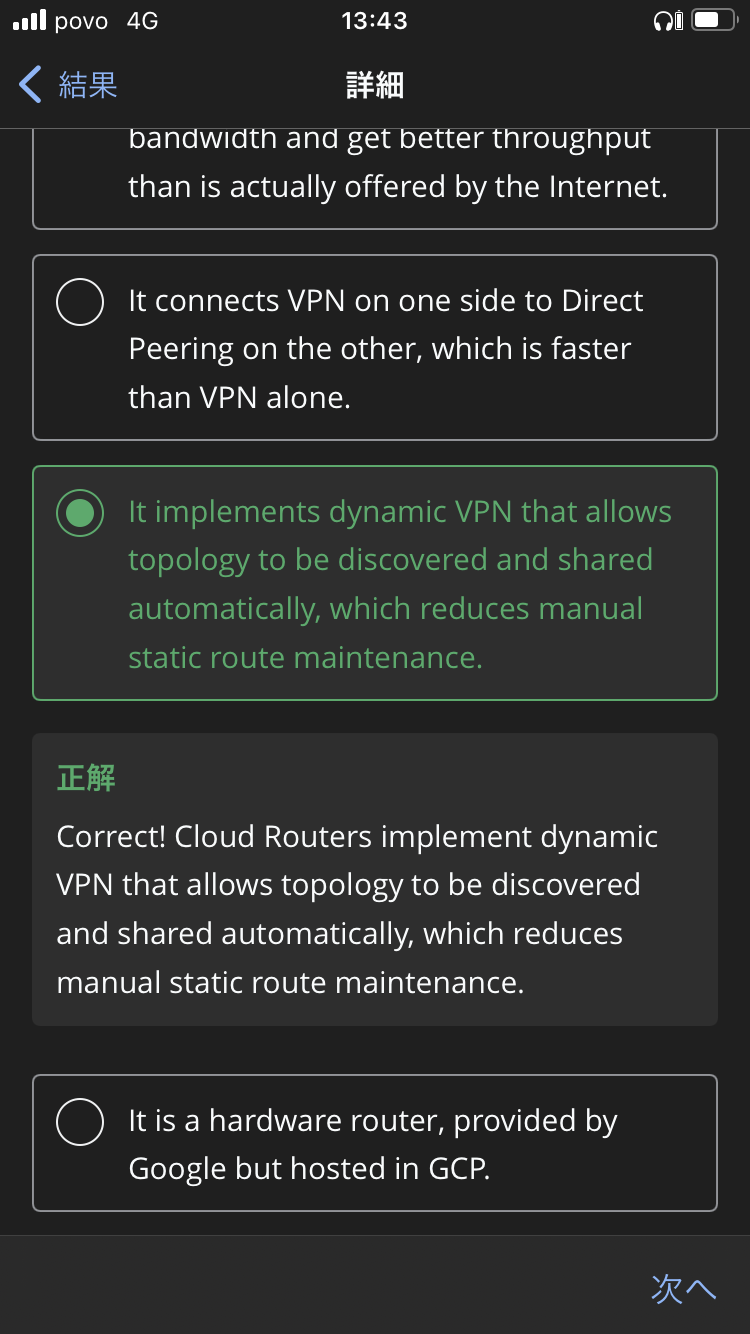 povo 4G 13:43
結果 詳細
bandwidth and get better throughput
than is actually offered by the Internet.
It connects VPN on one side to Direct
Peering on the other, which is faster
than VPN alone.
It implements dynamic VPN that allows
topology to be discovered and shared
automatically, which reduces manual
static route maintenance.
正解
Correct! Cloud Routers implement dynamic
VPN that allows topology to be discovered
and shared automatically, which reduces
manual static route maintenance.
It is a hardware router, provided by
Google but hosted in GCP.
次へ